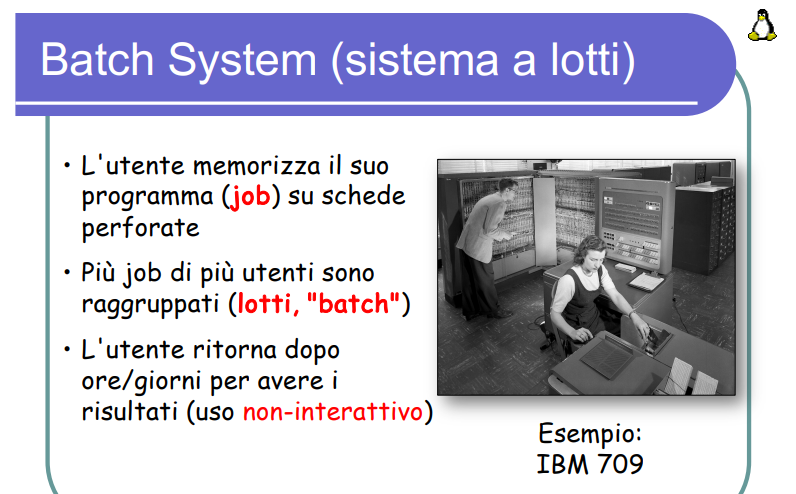 Batch System (sistema a lotti)
• L'utente memorizza il suo
programma (job) su schede
perforate
• Più job di più utenti sono
raggruppati (lotti, "batch")
• L'utente ritorna dopo
ore/giorni per avere i
risultati (uso non-interattivo)
Esempio:
IBM 709